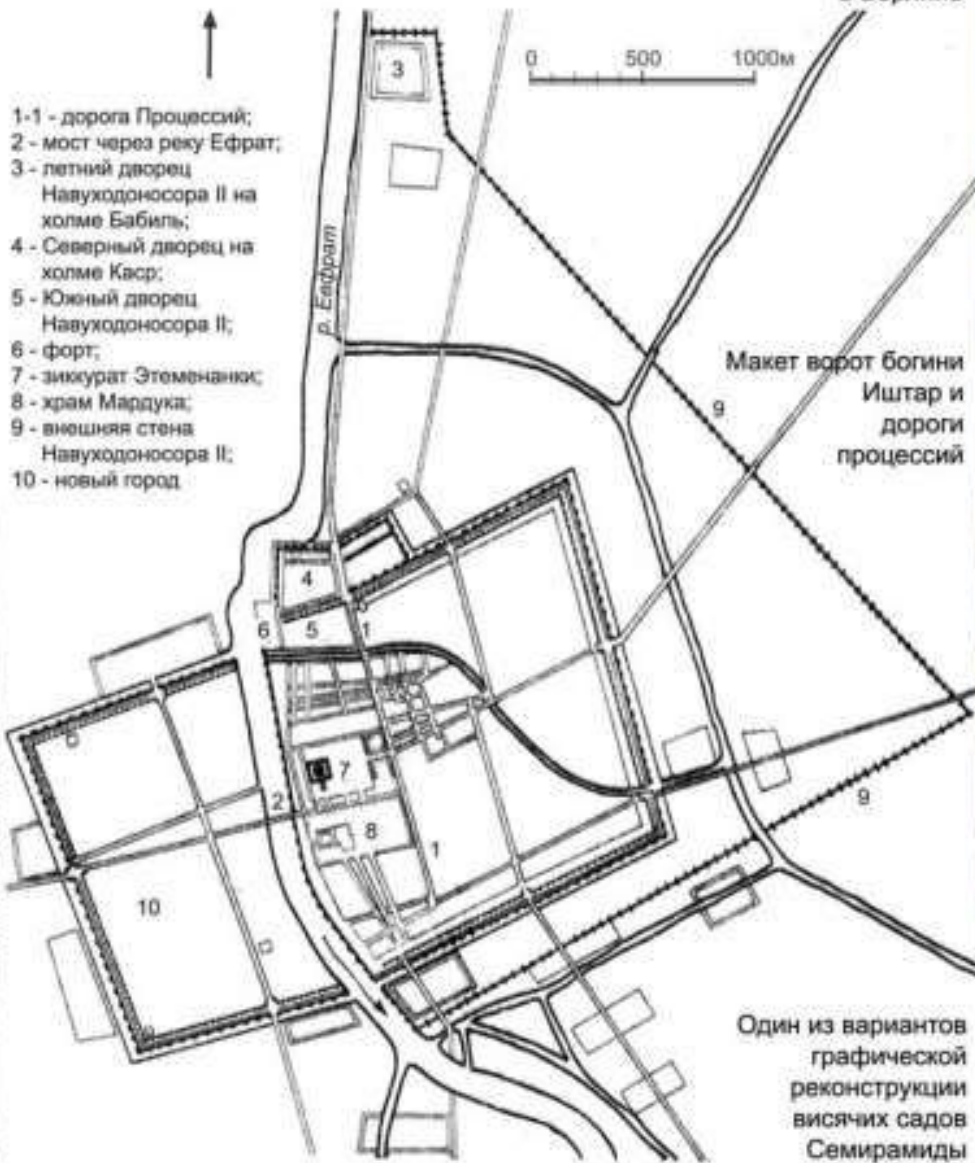 0 500 1000м
1-1 - дорога Процессий;
2 - мост через реку Ефрат;
3 - летний дворец
Навуходоносора II на
холме Бабиль;
4 - Северный дворец на
холме Каср;
5 - Южный дворец
Навуходоносора II;
6 - форт;
7 - зиккурат Этеменанки;
8 - храм Мардука;
9 - внешняя стена
Навуходоносора II;
10 - новый город
3
р. Евфрат
Макет ворот богини
Иштар и
дороги
процессий
9
4
6
5
1
7
2
8
9
1
10
Один из вариантов
графической
реконструкции
висячих садов
Семирамиды